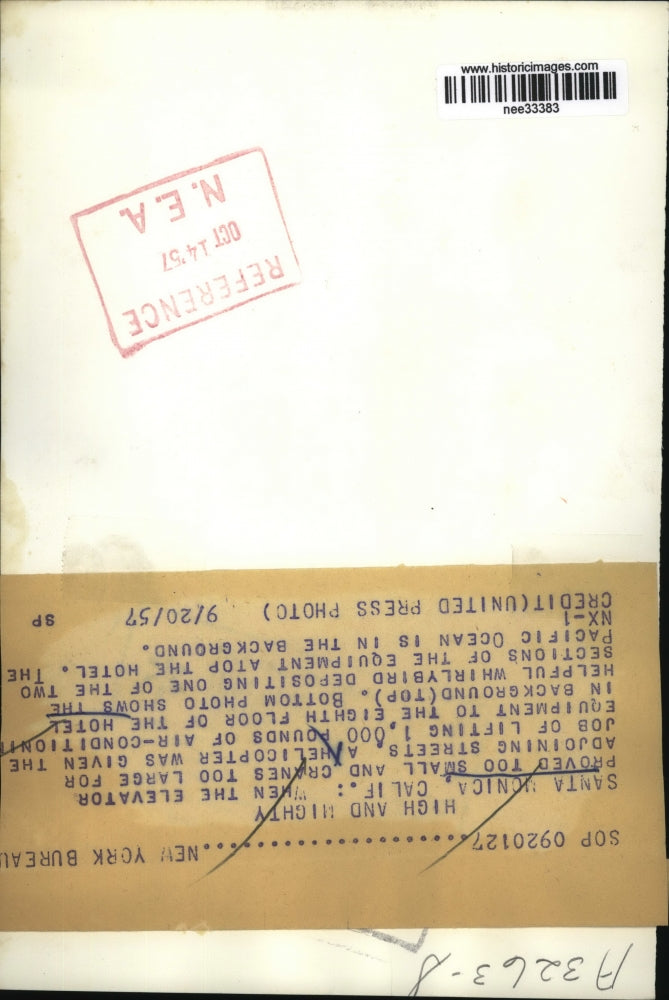 www.historicimages.com
nee33383
REFERENCE
OCT 14 '57
N.E.A.
A3263-8
SOP 0920127....................NEW YORK BUREAU
HIGH AND MIGHTY
SANTA MONICA, CALIF.: WHEN THE ELEVATOR
PROVED TOO SMALL AND CRANES TOO LARGE FOR
ADJOINING STREETS, A HELICOPTER WAS GIVEN THE
JOB OF LIFTING 1,000 POUNDS OF AIR-CONDITIONIN
EQUIPMENT TO THE EIGHTH FLOOR OF THE HOTEL
IN BACKGROUND(TOP). BOTTOM PHOTO SHOWS THE
HELPFUL WHIRLYBIRD DEPOSITING ONE OF THE TWO
SECTIONS OF THE EQUIPMENT ATOP THE HOTEL. THE
PACIFIC OCEAN IS IN THE BACKGROUND.
NX-1
CREDIT(UNITED PRESS PHOTO) 9/20/57 SP